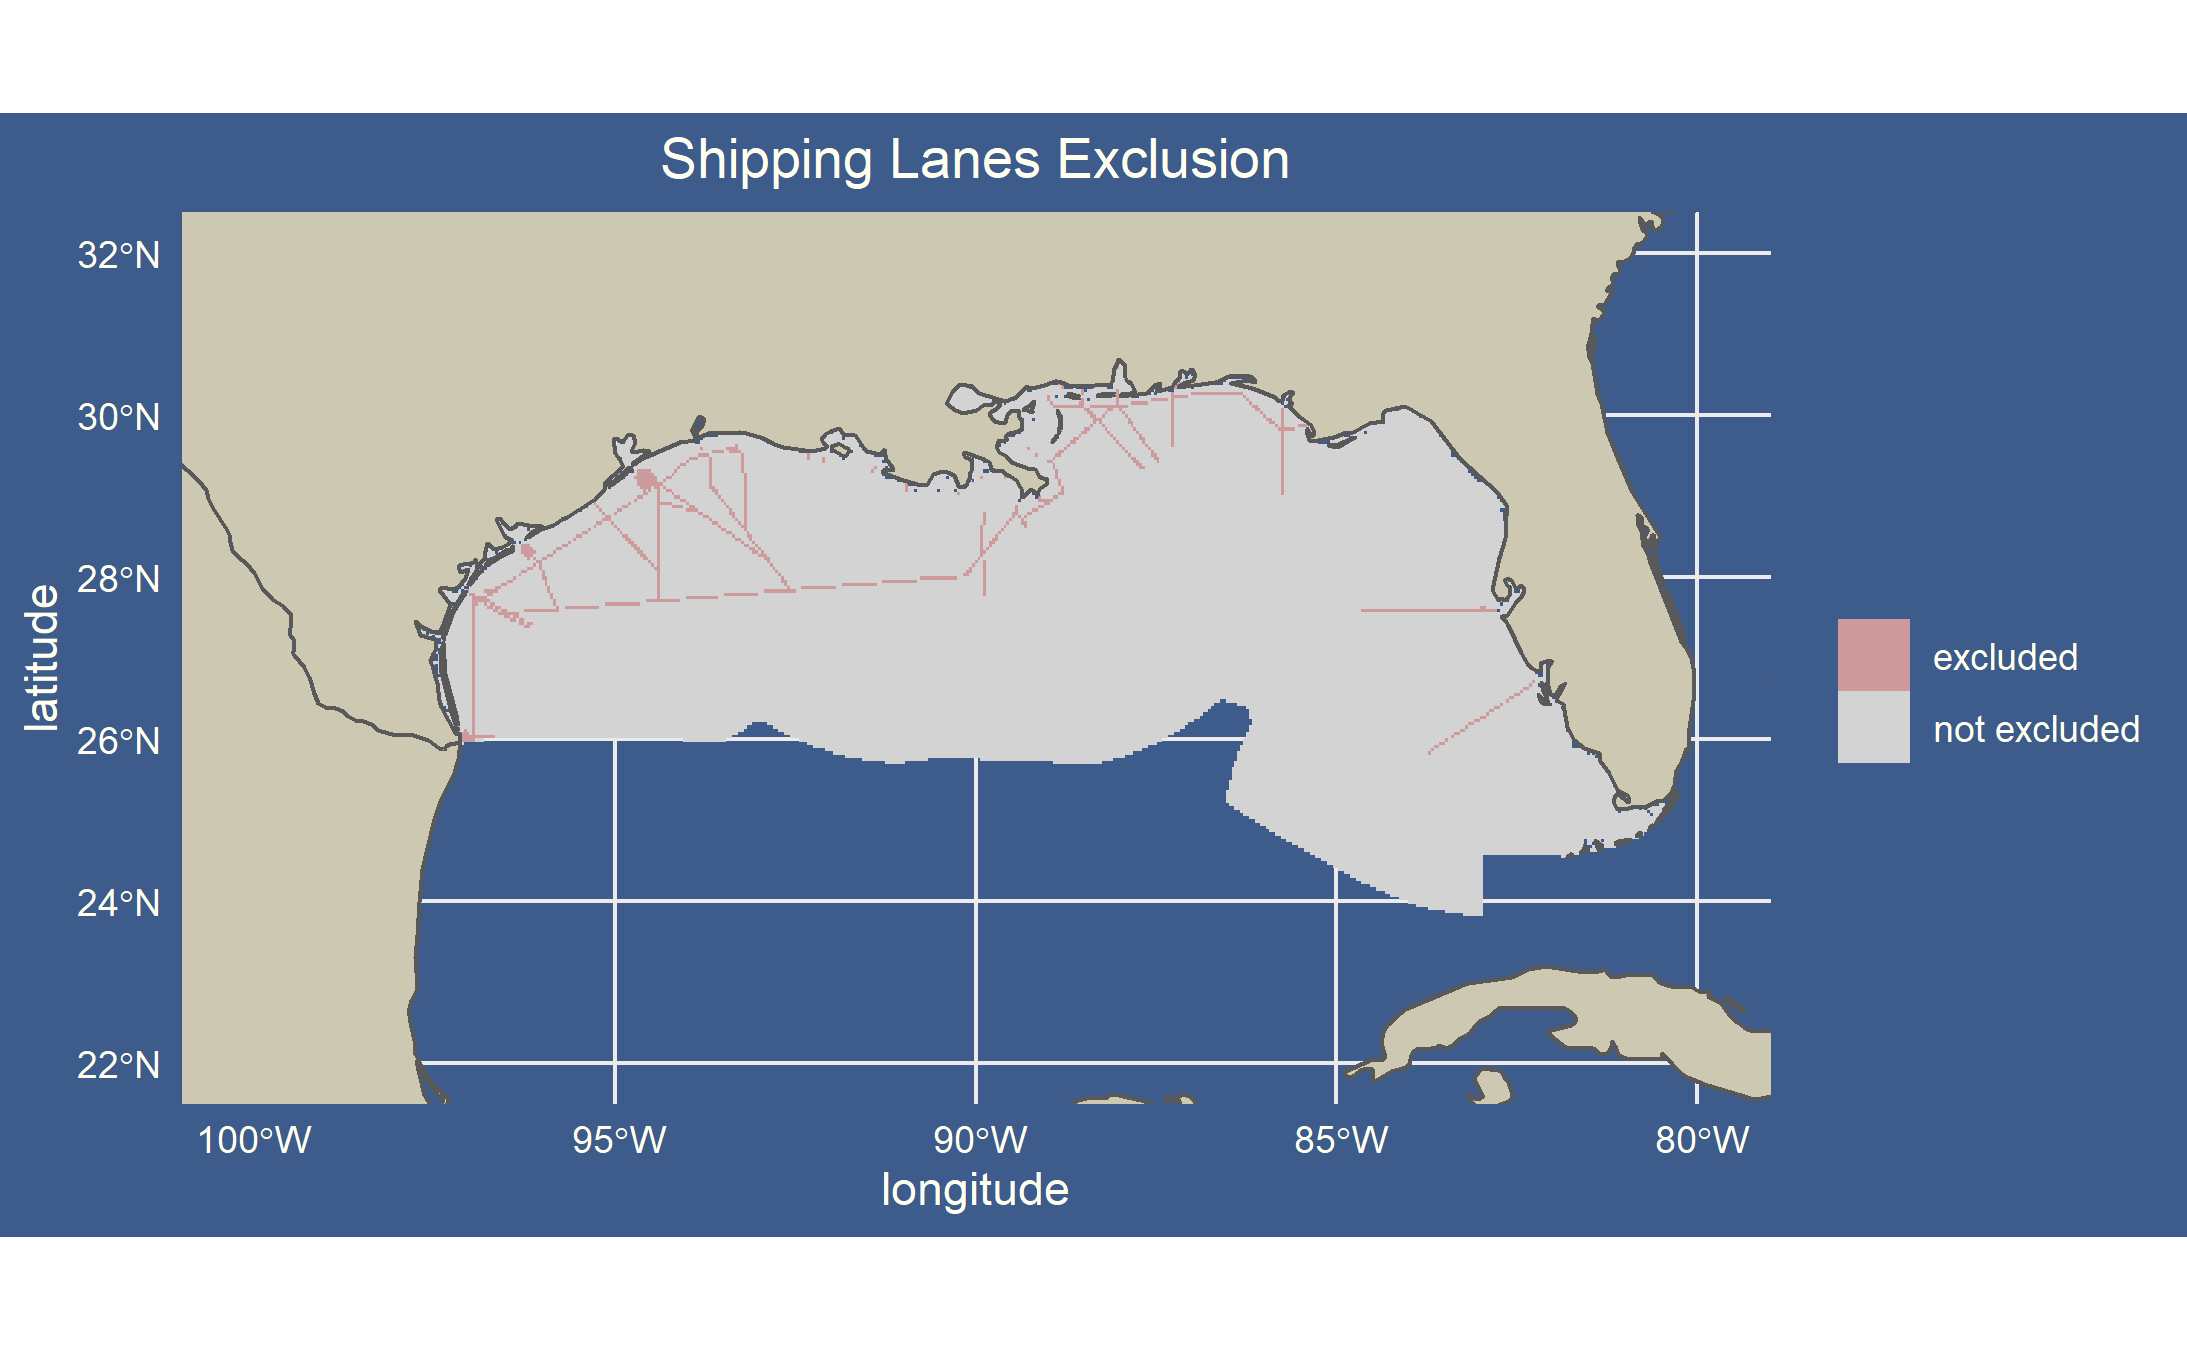 Shipping Lanes Exclusion
32°N
30°N
28°N
26°N
24°N
22°N
latitude
100°W
95°W
90°W
85°W
80°W
longitude
excluded
not excluded